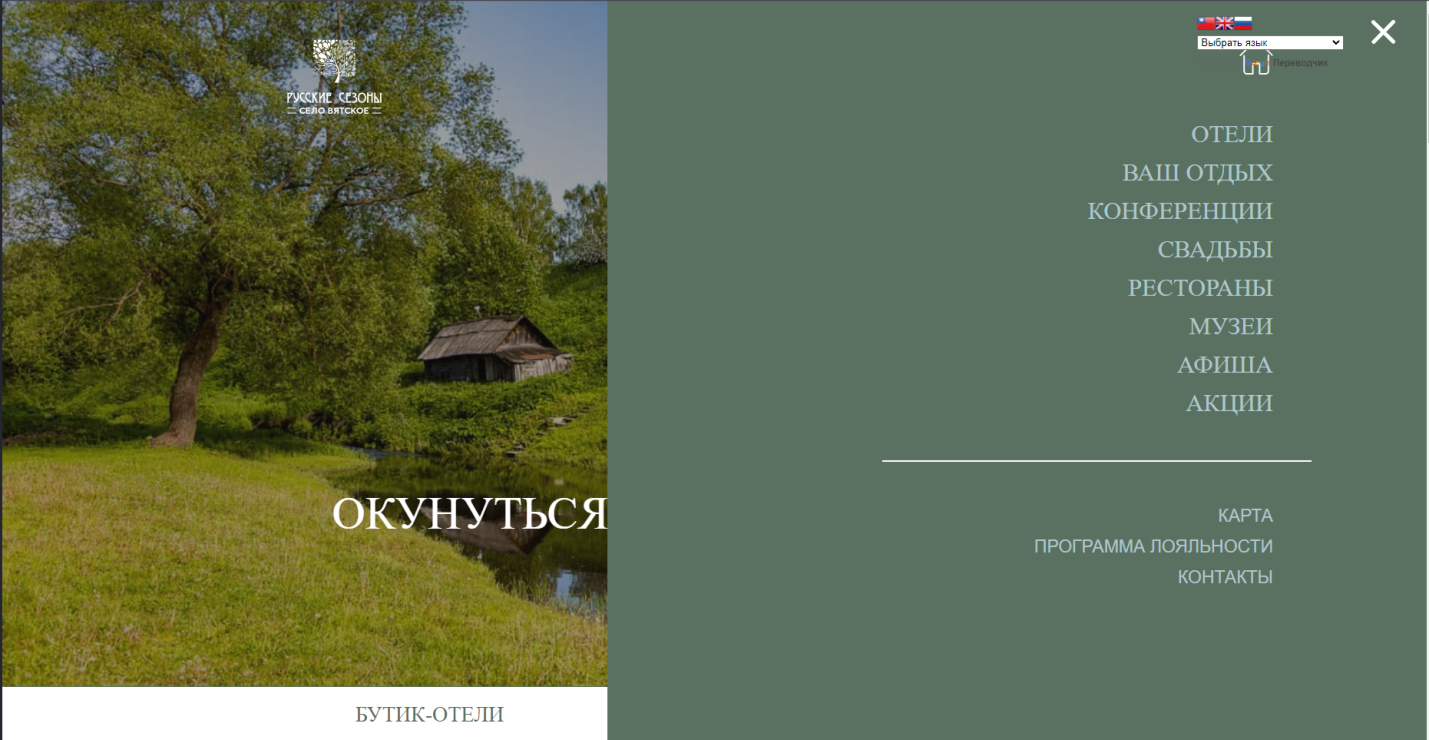 РУССКИЕ СЕЗОНЫ
СЕЛО ВЯТСКОЕ
Выбрать язык
Переводчик
ОТЕЛИ
ВАШ ОТДЫХ
КОНФЕРЕНЦИИ
СВАДЬБЫ
РЕСТОРАНЫ
МУЗЕИ
АФИША
АКЦИИ
ОКУНУТЬСЯ
КАРТА
ПРОГРАММА ЛОЯЛЬНОСТИ
КОНТАКТЫ
БУТИК-ОТЕЛИ